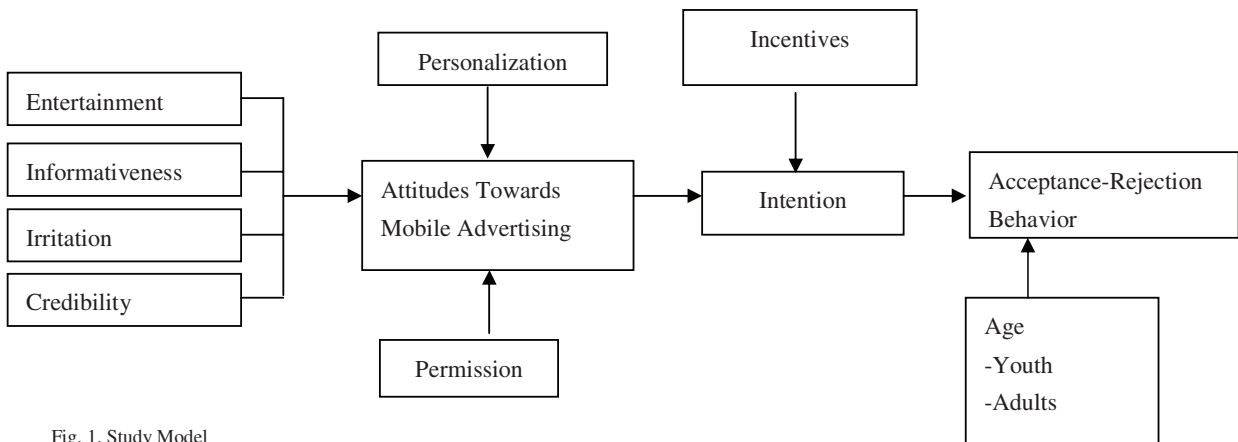 Entertainment
Informativeness
Irritation
Credibility
Personalization
Attitudes Towards
Mobile Advertising
Permission
Incentives
Intention
Acceptance-Rejection
Behavior
Age
-Youth
-Adults
Fig. 1. Study Model